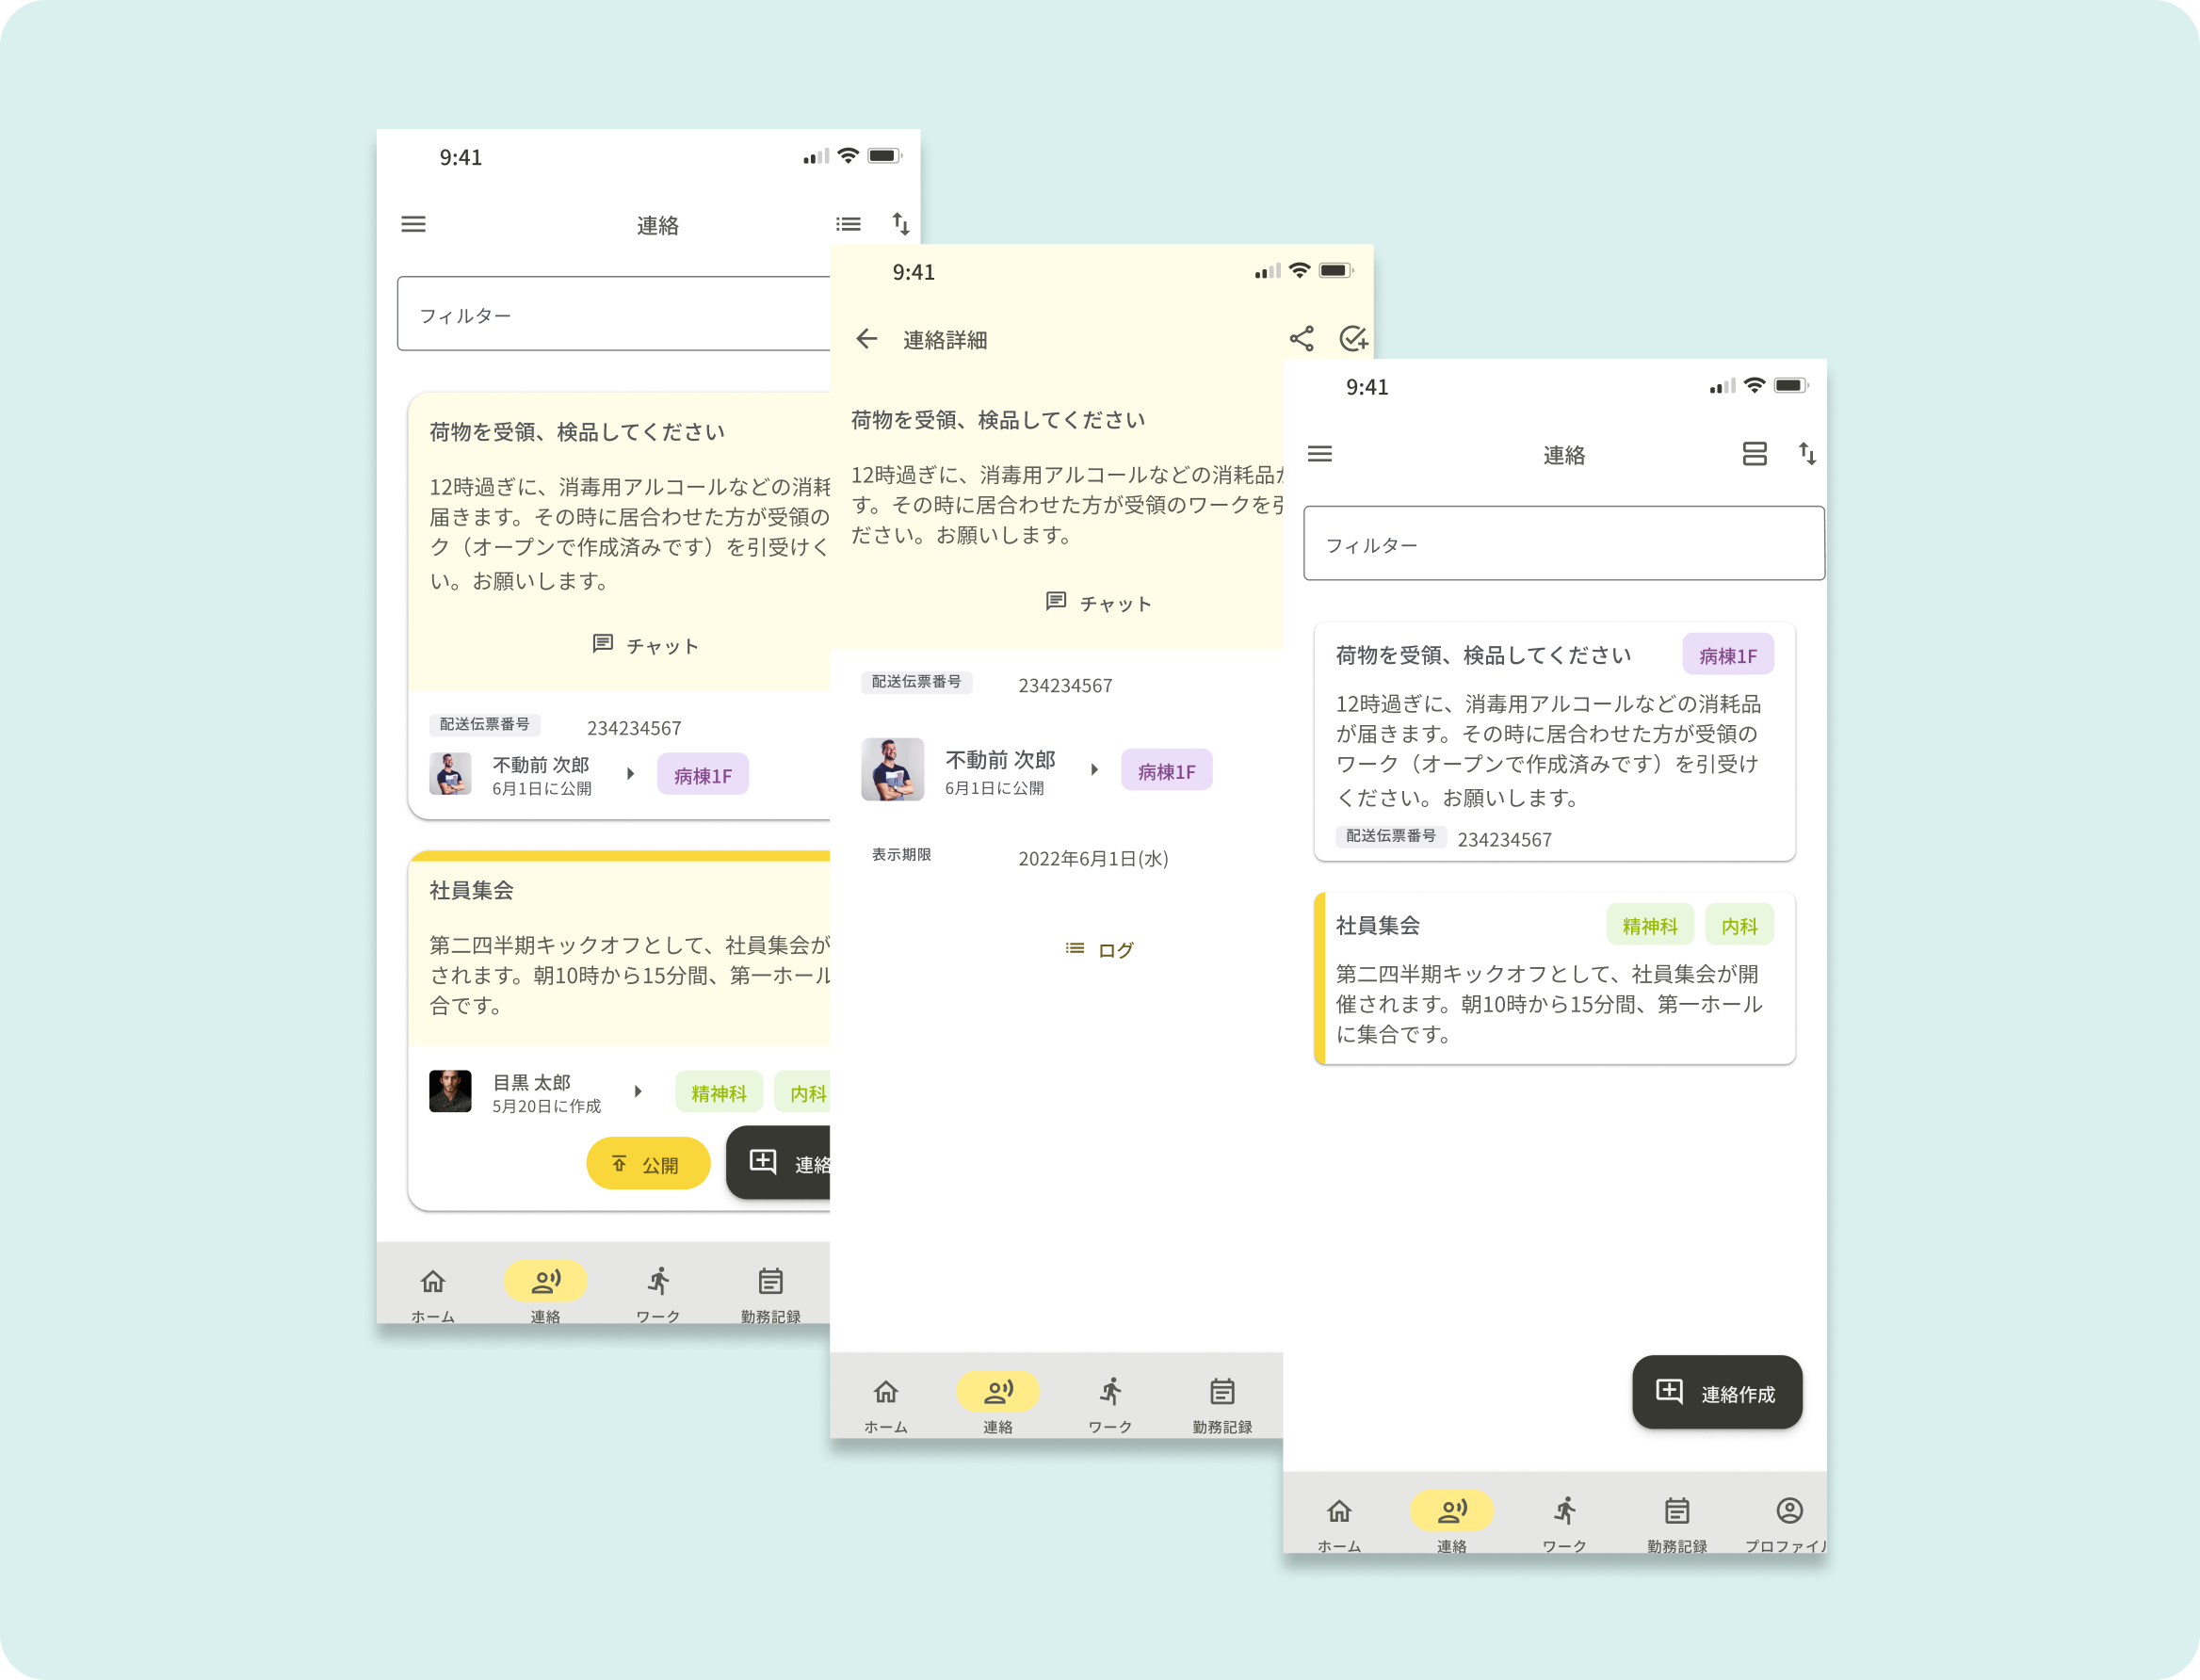 9:41
連絡
フィルター
荷物を受領、検品してください
12時過ぎに、消毒用アルコールなどの消耗
届きます。その時に居合わせた方が受領の
ク（オープンで作成済みです）を引受けく
い。お願いします。
チャット
配送伝票番号 234234567
不動前 次郎
6月1日に公開
病棟1F
社員集会
第二四半期キックオフとして、社員集会が
されます。朝10時から15分間、第一ホール
合です。
目黒 太郎
5月20日に作成
精神科 内科
公開
連絡
ホーム 連絡 ワーク 勤務記録
9:41
連絡詳細
荷物を受領、検品してください
12時過ぎに、消毒用アルコールなどの消耗品が
す。その時に居合わせた方が受領のワークを引
ださい。お願いします。
チャット
配送伝票番号 234234567
不動前 次郎
6月1日に公開
病棟1F
表示期限 2022年6月1日(水)
ログ
ホーム 連絡 ワーク 勤務記録
9:41
連絡
フィルター
荷物を受領、検品してください 病棟1F
12時過ぎに、消毒用アルコールなどの消耗品
が届きます。その時に居合わせた方が受領の
ワーク（オープンで作成済みです）を引受け
ください。お願いします。
配送伝票番号 234234567
社員集会 精神科 内科
第二四半期キックオフとして、社員集会が開
催されます。朝10時から15分間、第一ホール
に集合です。
連絡作成
ホーム 連絡 ワーク 勤務記録 プロファイル